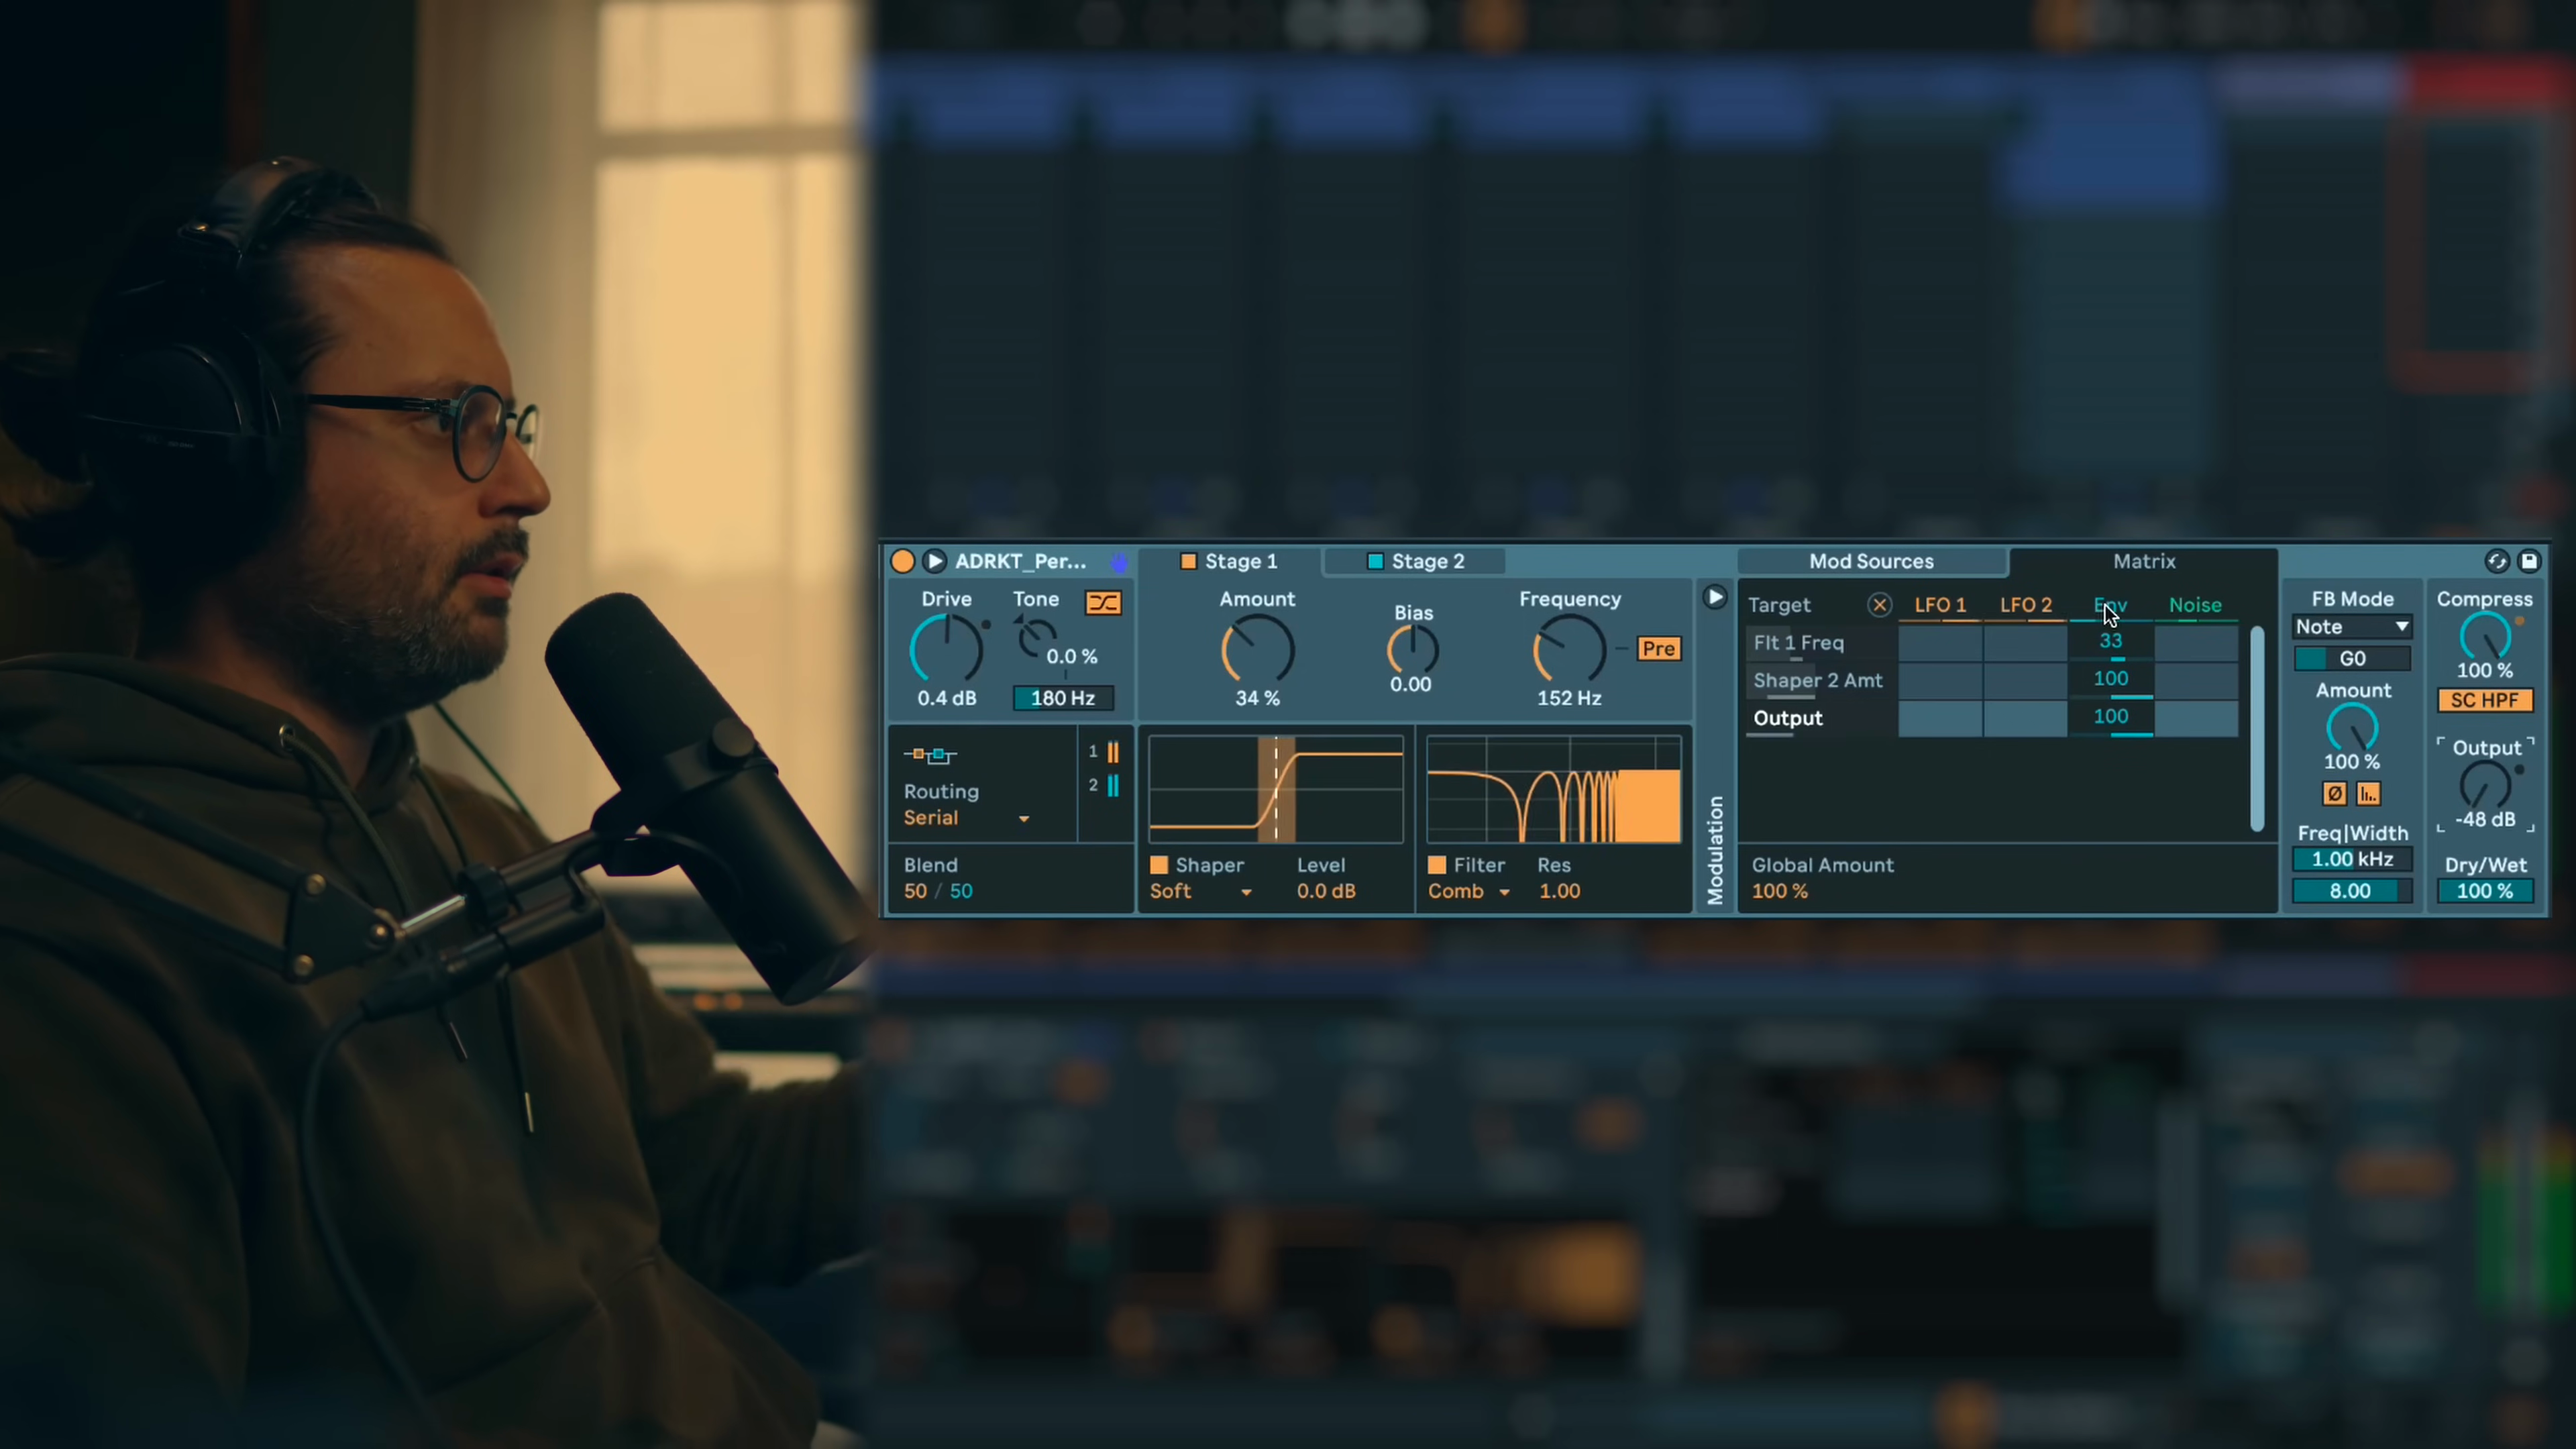 ADRKT_Per...
Stage 1
Stage 2
Mod Sources
Matrix
Drive
0.4 dB
Tone
0.0 %
180 Hz
Amount
34 %
Bias
0.00
Frequency
152 Hz
Pre
Routing
Serial
1
2
Blend
50 / 50
Shaper
Soft
Level
0.0 dB
Filter
Comb
Res
1.00
Modulation
Target LFO 1 LFO 2 Env Noise
Flt 1 Freq 33
Shaper 2 Amt 100
Output 100
Global Amount
100 %
FB Mode
Note
G0
Amount
100 %
Ø
Freq|Width
1.00 kHz
8.00
Compress
100 %
SC HPF
Output
-48 dB
Dry/Wet
100 %